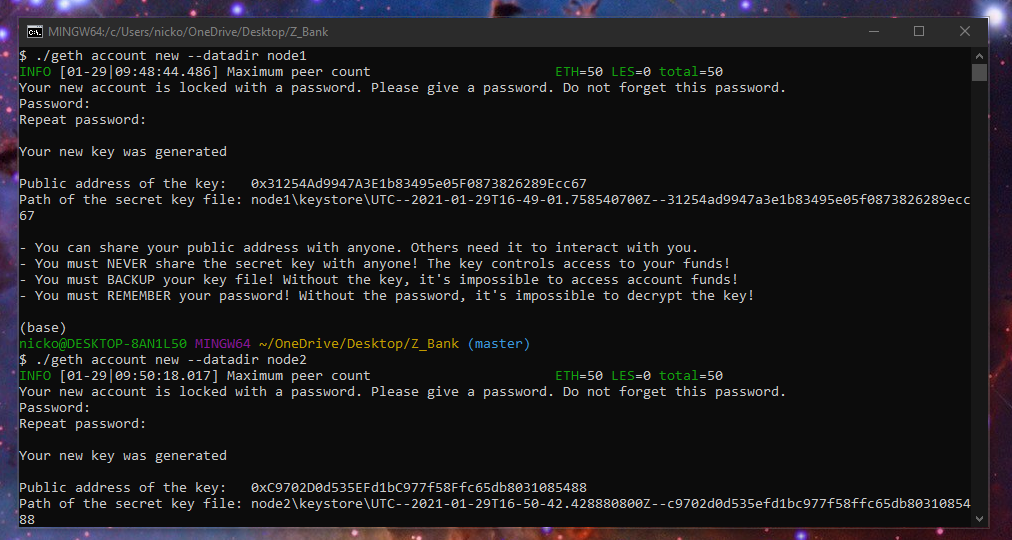 MINGW64:/c/Users/nicko/OneDrive/Desktop/Z_Bank
$ ./geth account new --datadir node1
INFO [01-29|09:48:44.486] Maximum peer count ETH=50 LES=0 total=50
Your new account is locked with a password. Please give a password. Do not forget this password.
Password:
Repeat password:
Your new key was generated
Public address of the key: 0x31254Ad9947A3E1b83495e05F0873826289Ecc67
Path of the secret key file: node1\keystore\UTC--2021-01-29T16-49-01.758540700Z--31254ad9947a3e1b83495e05f0873826289ecc
67
- You can share your public address with anyone. Others need it to interact with you.
- You must NEVER share the secret key with anyone! The key controls access to your funds!
- You must BACKUP your key file! Without the key, it's impossible to access account funds!
- You must REMEMBER your password! Without the password, it's impossible to decrypt the key!
(base)
nicko@DESKTOP-8AN1L50 MINGW64 ~/OneDrive/Desktop/Z_Bank (master)
$ ./geth account new --datadir node2
INFO [01-29|09:50:18.017] Maximum peer count ETH=50 LES=0 total=50
Your new account is locked with a password. Please give a password. Do not forget this password.
Password:
Repeat password:
Your new key was generated
Public address of the key: 0xC9702D0d535EFd1bC977f58Ffc65db8031085488
Path of the secret key file: node2\keystore\UTC--2021-01-29T16-50-42.428880800Z--c9702d0d535efd1bc977f58ffc65db80310854
88